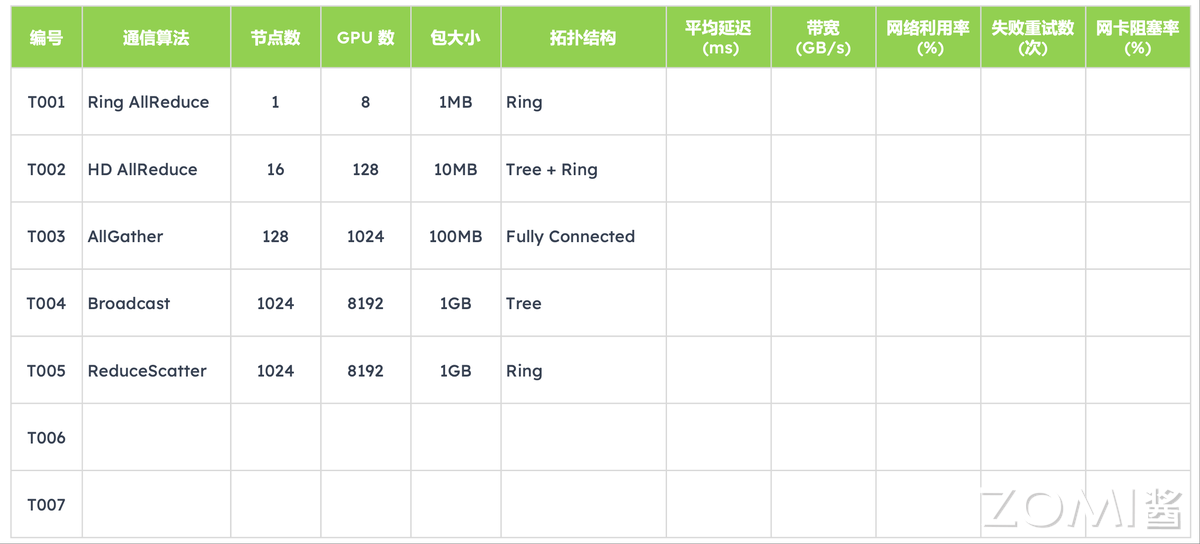 编号 通信算法 节点数 GPU 数 包大小 拓扑结构 平均延迟 (ms) 带宽 (GB/s) 网络利用率 (%) 失败重试数 (次) 网卡阻塞率 (%)
T001 Ring AllReduce 1 8 1MB Ring
T002 HD AllReduce 16 128 10MB Tree + Ring
T003 AllGather 128 1024 100MB Fully Connected
T004 Broadcast 1024 8192 1GB Tree
T005 ReduceScatter 1024 8192 1GB Ring
T006
T007
ZOMI酱